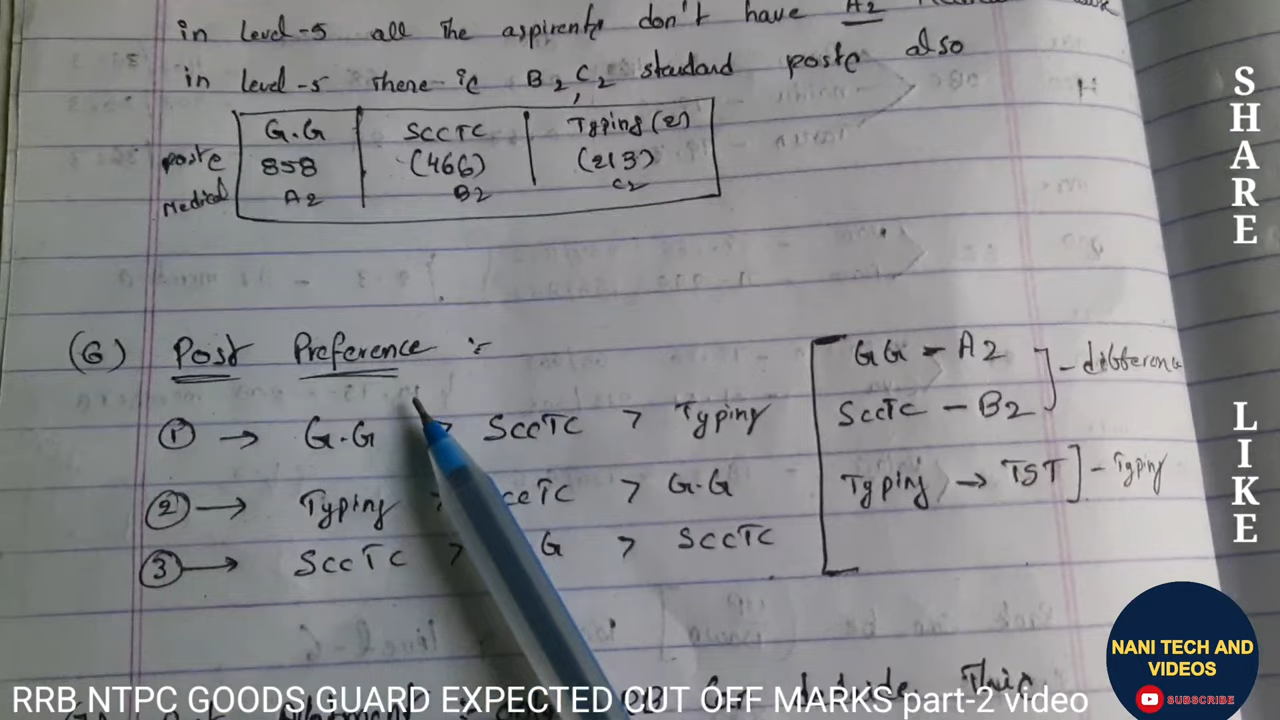 in Level-5 all the aspirents don't have A2
in Level-5 there is B2, C2 standard posts also
G.G SCCTC Typing (2)
posts 858 (466) (213)
Medical A2 B2 C2
(6) Post Preference :-
① → G.G > SccTC > Typing
② → Typing > SccTC > G.G
③ → SccTC > G > SccTC
GG - A2
SccTC - B2
- difference
Typing → TST ] - Typing
SHARE
LIKE
NANI TECH AND
VIDEOS
SUBSCRIBE
RRB NTPC GOODS GUARD EXPECTED CUT OFF MARKS part-2 video